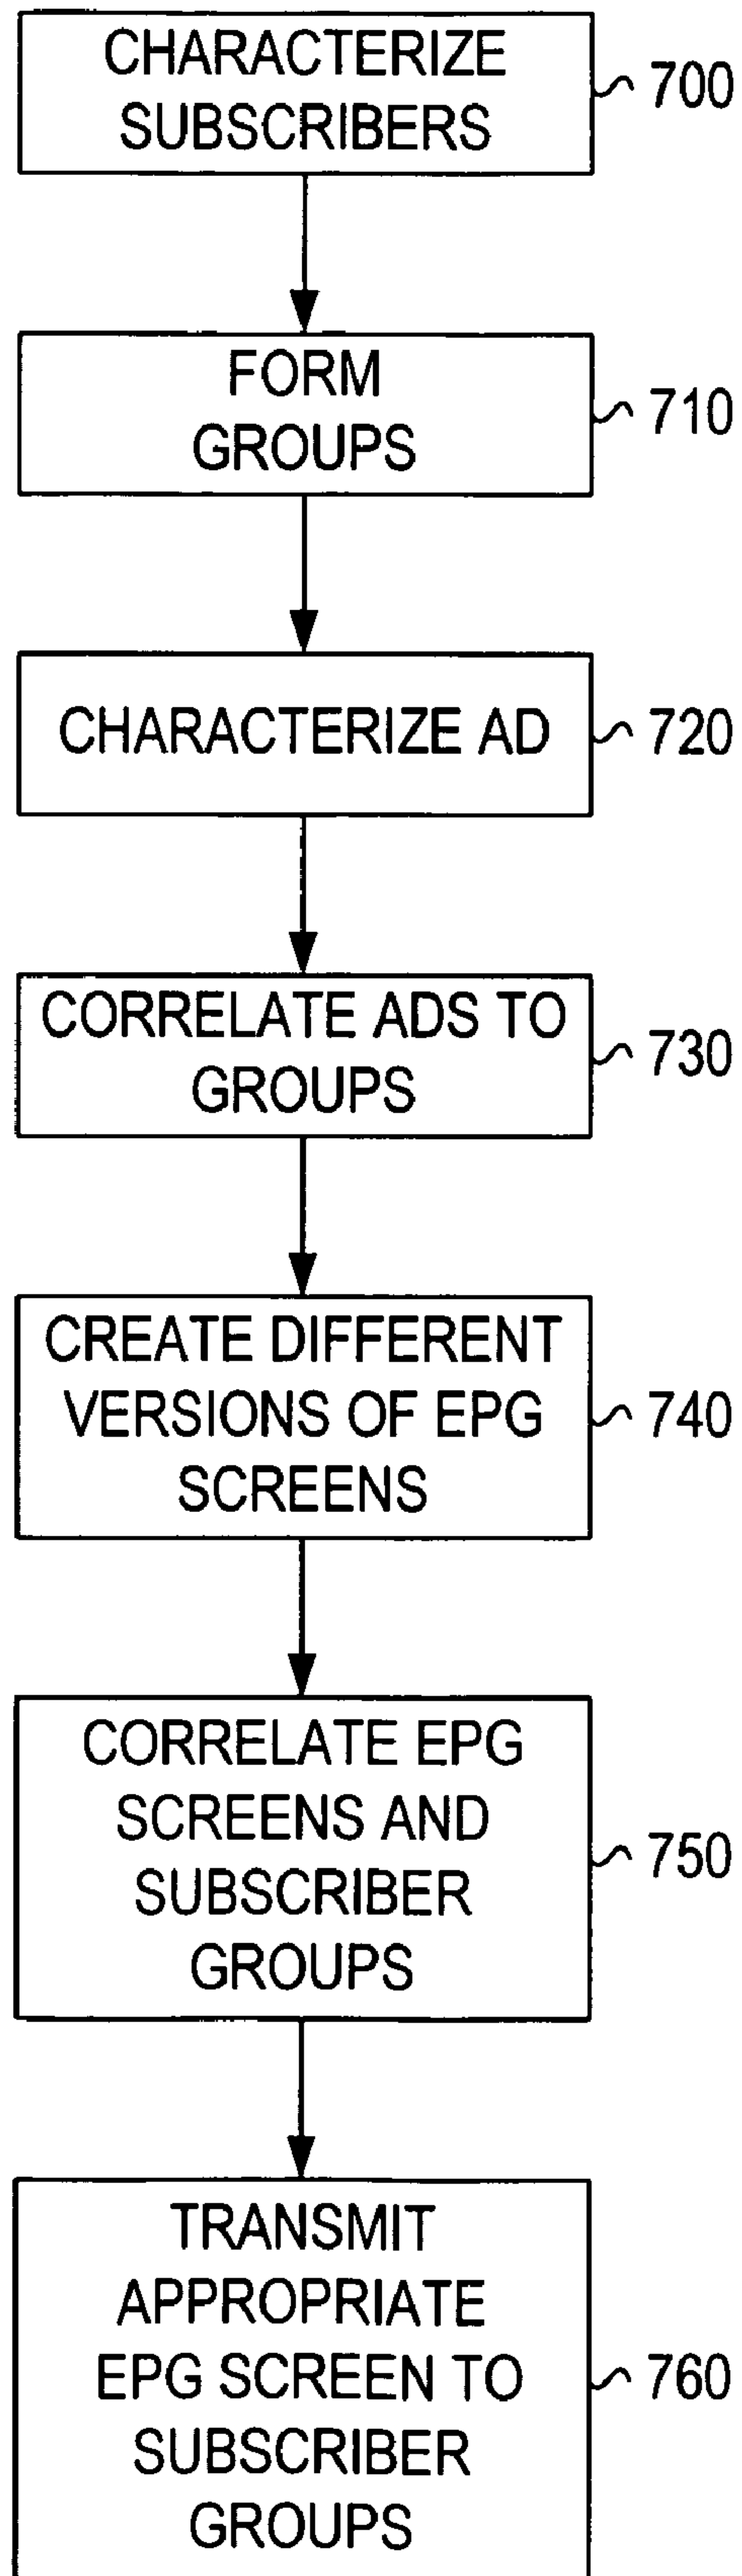 CHARACTERIZE
SUBSCRIBERS
700
FORM
GROUPS
710
CHARACTERIZE AD
720
CORRELATE ADS TO
GROUPS
730
CREATE DIFFERENT
VERSIONS OF EPG
SCREENS
740
CORRELATE EPG
SCREENS AND
SUBSCRIBER
GROUPS
750
TRANSMIT
APPROPRIATE
EPG SCREEN TO
SUBSCRIBER
GROUPS
760